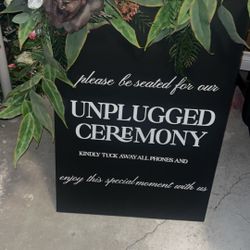 please be seated for our
UNPLUGGED
CEREMONY
KINDLY TUCK AWAY ALL PHONES AND
enjoy this special moment with us